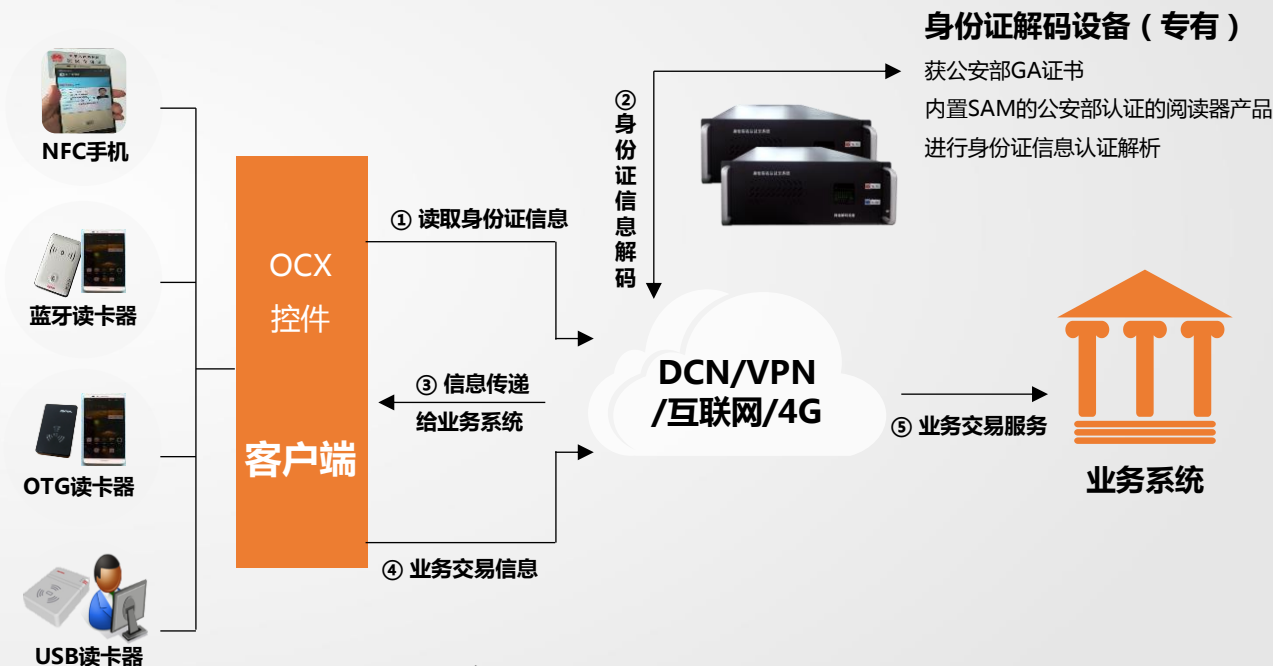 身份证解码设备（专有）
获公安部GA证书
内置SAM的公安部认证的阅读器产品
进行身份证信息认证解析
NFC手机
蓝牙读卡器
OTG读卡器
USB读卡器
OCX
控件
客户端
① 读取身份证信息
②身份证信息解码
③ 信息传递
给业务系统
④ 业务交易信息
DCN/VPN
/互联网/4G
⑤ 业务交易服务
业务系统